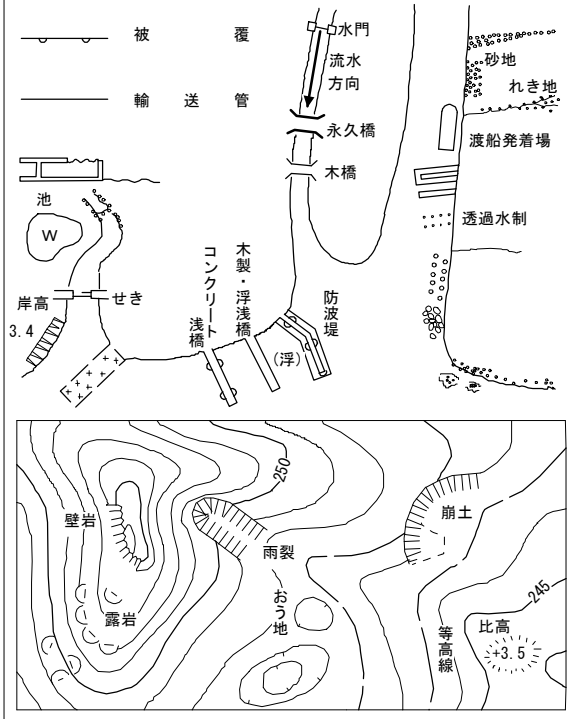 被覆
輸送管
水門
流水
方向
永久橋
木橋
砂地
れき地
渡船発着場
透過水制
池
W
岸高
3.4
せき
コンクリート
浅橋
木製・浮浅橋
(浮)
防波堤
250
壁岩
雨裂
崩土
露岩
おう地
等高線
245
比高
+3.5